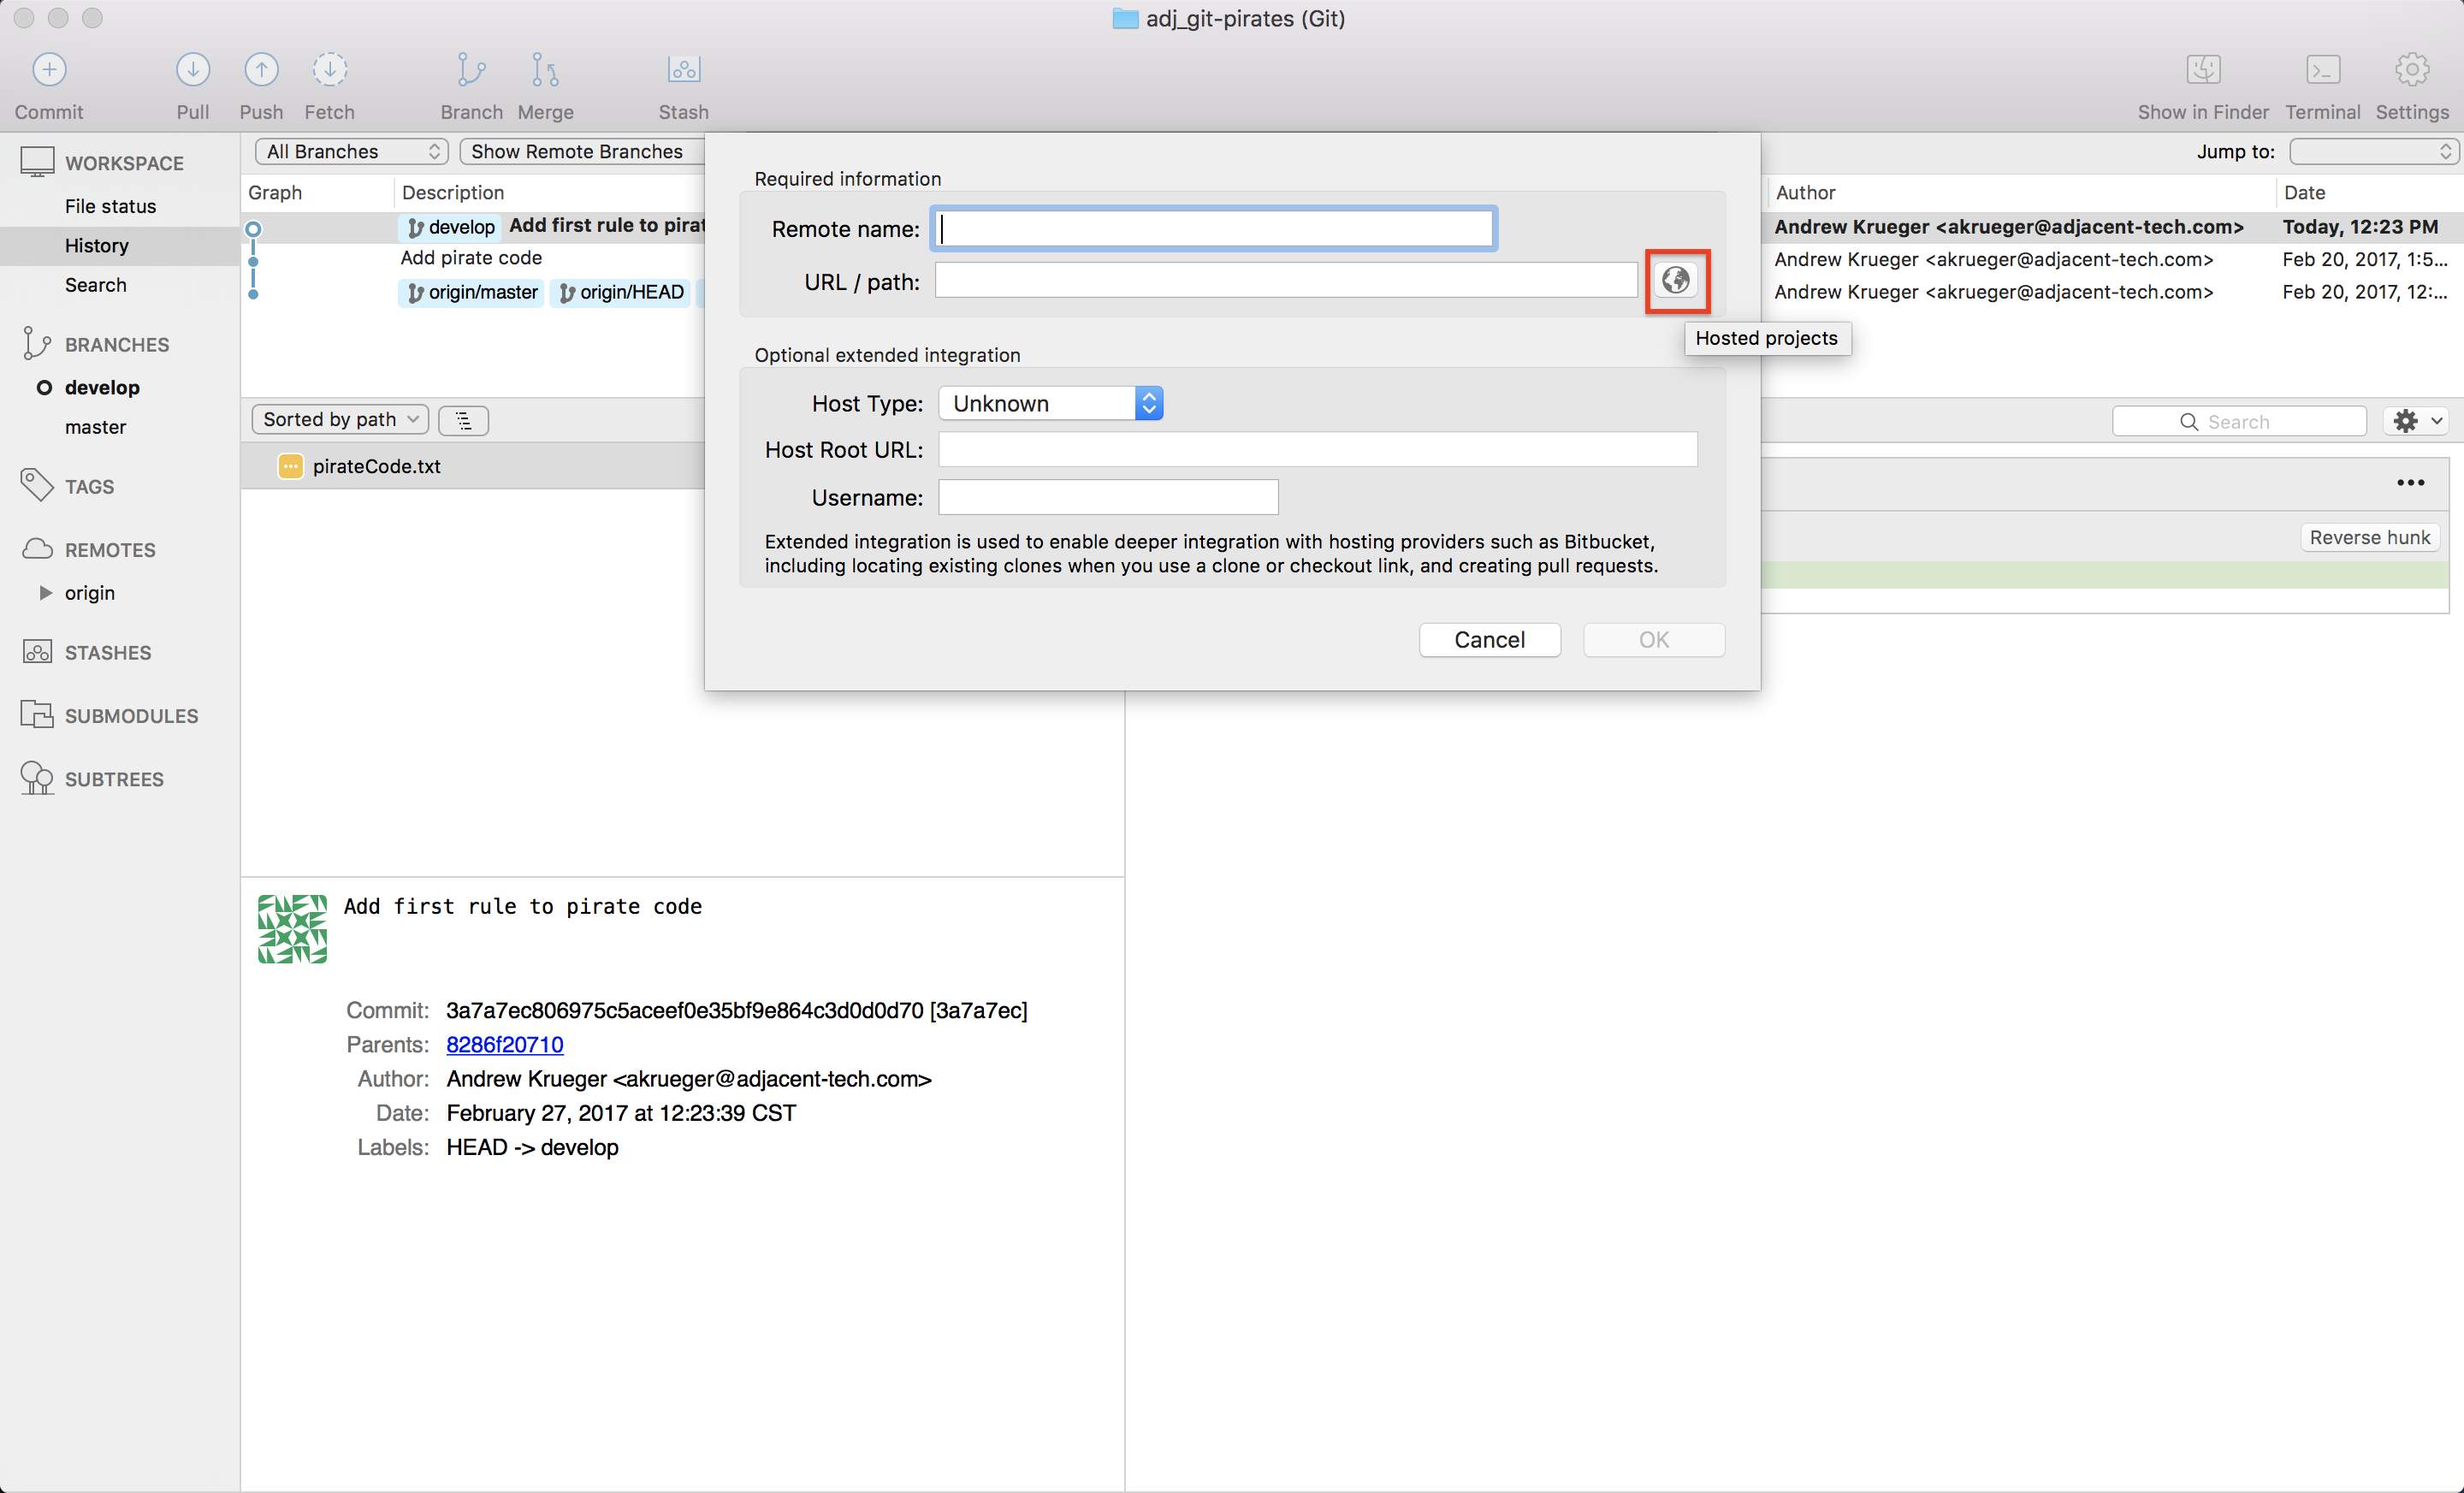 adj_git-pirates (Git)
Commit Pull Push Fetch Branch Merge Stash Show in Finder Terminal Settings
WORKSPACE
File status
History
Search
BRANCHES
develop
master
TAGS
REMOTES
origin
STASHES
SUBMODULES
SUBTREES
All Branches Show Remote Branches Jump to:
Graph Description Author Date
develop Add first rule to pirat Andrew Krueger <akrueger@adjacent-tech.com> Today, 12:23 PM
Add pirate code Andrew Krueger <akrueger@adjacent-tech.com> Feb 20, 2017, 1:5...
origin/master origin/HEAD Andrew Krueger <akrueger@adjacent-tech.com> Feb 20, 2017, 12:...
Required information
Remote name:
URL / path:
Hosted projects
Optional extended integration
Host Type: Unknown
Host Root URL:
Username:
Extended integration is used to enable deeper integration with hosting providers such as Bitbucket,
including locating existing clones when you use a clone or checkout link, and creating pull requests.
Cancel OK
Sorted by path Search
pirateCode.txt
Reverse hunk
Add first rule to pirate code
Commit: 3a7a7ec806975c5aceef0e35bf9e864c3d0d0d70 [3a7a7ec]
Parents: 8286f20710
Author: Andrew Krueger <akrueger@adjacent-tech.com>
Date: February 27, 2017 at 12:23:39 CST
Labels: HEAD -> develop